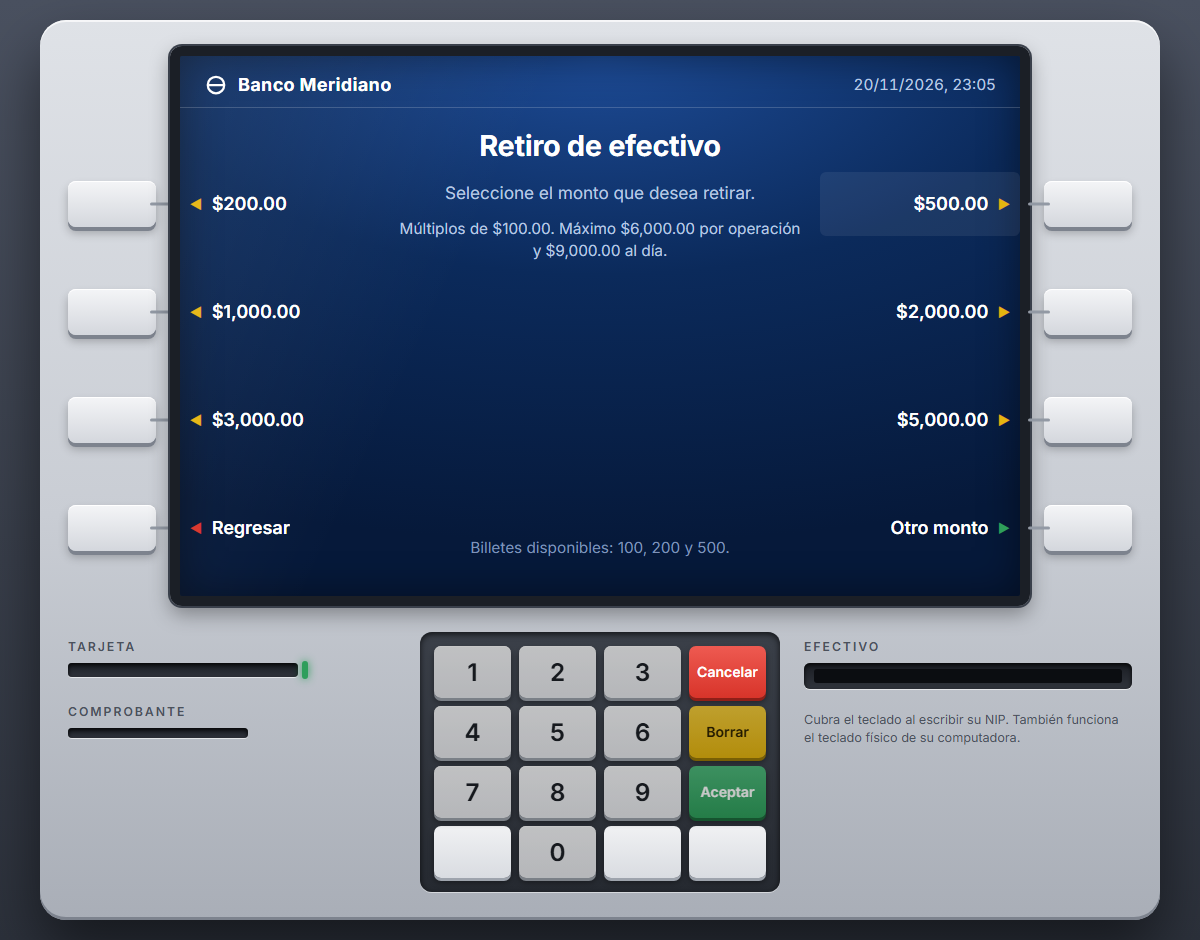 Banco Meridiano
20/11/2026, 23:05
Retiro de efectivo
Seleccione el monto que desea retirar.
Múltiplos de $100.00. Máximo $6,000.00 por operación
y $9,000.00 al día.
$200.00
$500.00
$1,000.00
$2,000.00
$3,000.00
$5,000.00
Regresar
Otro monto
Billetes disponibles: 100, 200 y 500.
TARJETA
COMPROBANTE
1 2 3 Cancelar
4 5 6 Borrar
7 8 9 Aceptar
0
EFECTIVO
Cubra el teclado al escribir su NIP. También funciona
el teclado físico de su computadora.